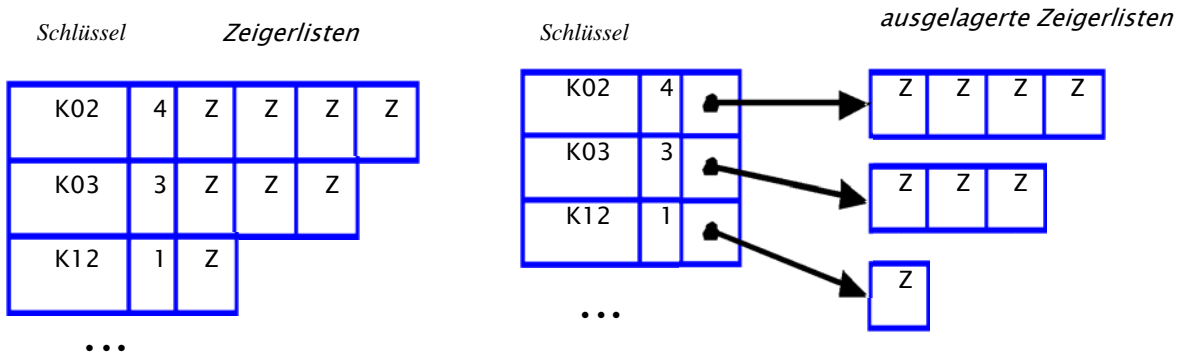 Schlüssel Zeigerlisten
K02 4 Z Z Z Z
K03 3 Z Z Z
K12 1 Z
...
Schlüssel ausgelagerte Zeigerlisten
K02 4 Z Z Z Z
K03 3 Z Z Z
K12 1 Z
...